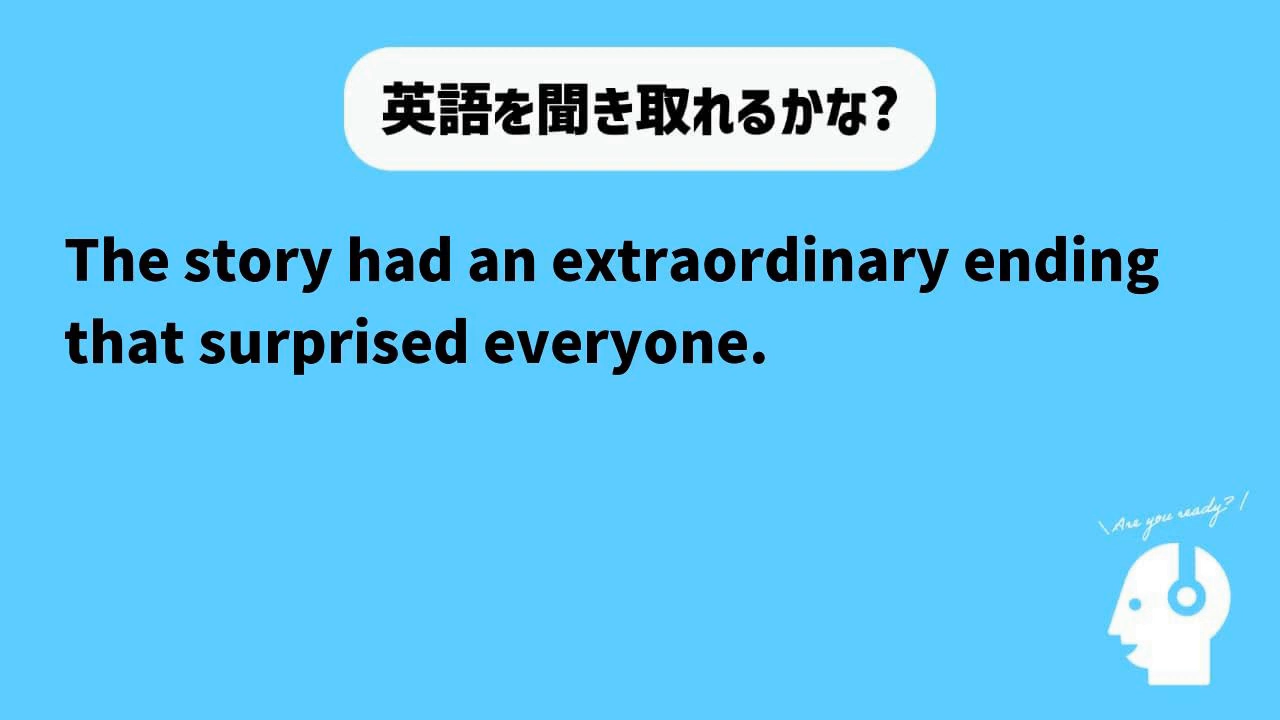 英語を聞き取れるかな?
The story had an extraordinary ending
that surprised everyone.
\ Are you ready? /